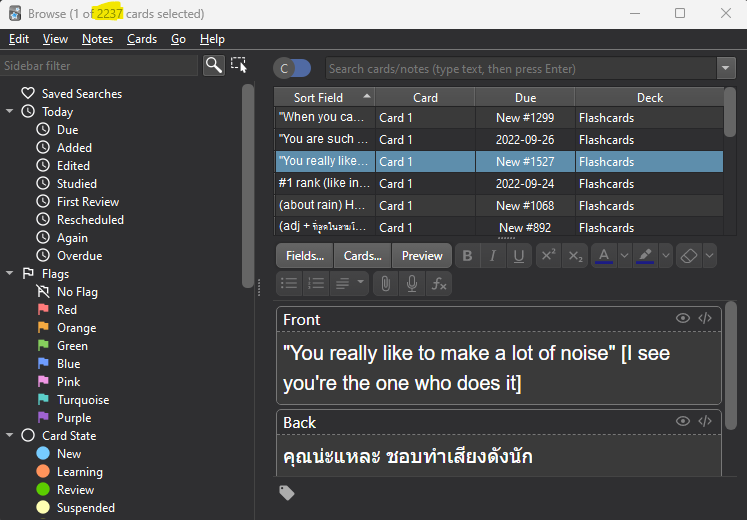 Browse (1 of 2237 cards selected)
Edit View Notes Cards Go Help
Sidebar filter
C Search cards/notes (type text, then press Enter)
Saved Searches
Today
Due
Added
Edited
Studied
First Review
Rescheduled
Again
Overdue
Flags
No Flag
Red
Orange
Green
Blue
Pink
Turquoise
Purple
Card State
New
Learning
Review
Suspended
Sort Field Card Due Deck
"When you ca... Card 1 New #1299 Flashcards
"You are such ... Card 1 2022-09-26 Flashcards
"You really like... Card 1 New #1527 Flashcards
#1 rank (like in... Card 1 2022-09-24 Flashcards
(about rain) H... Card 1 New #1068 Flashcards
(adj + ที่สุดในสามโ... Card 1 New #892 Flashcards
Fields... Cards... Preview B I U x² x₂ A
fx
Front
"You really like to make a lot of noise" [I see
you're the one who does it]
Back
คุณน่ะแหละ ชอบทำเสียงดังนัก